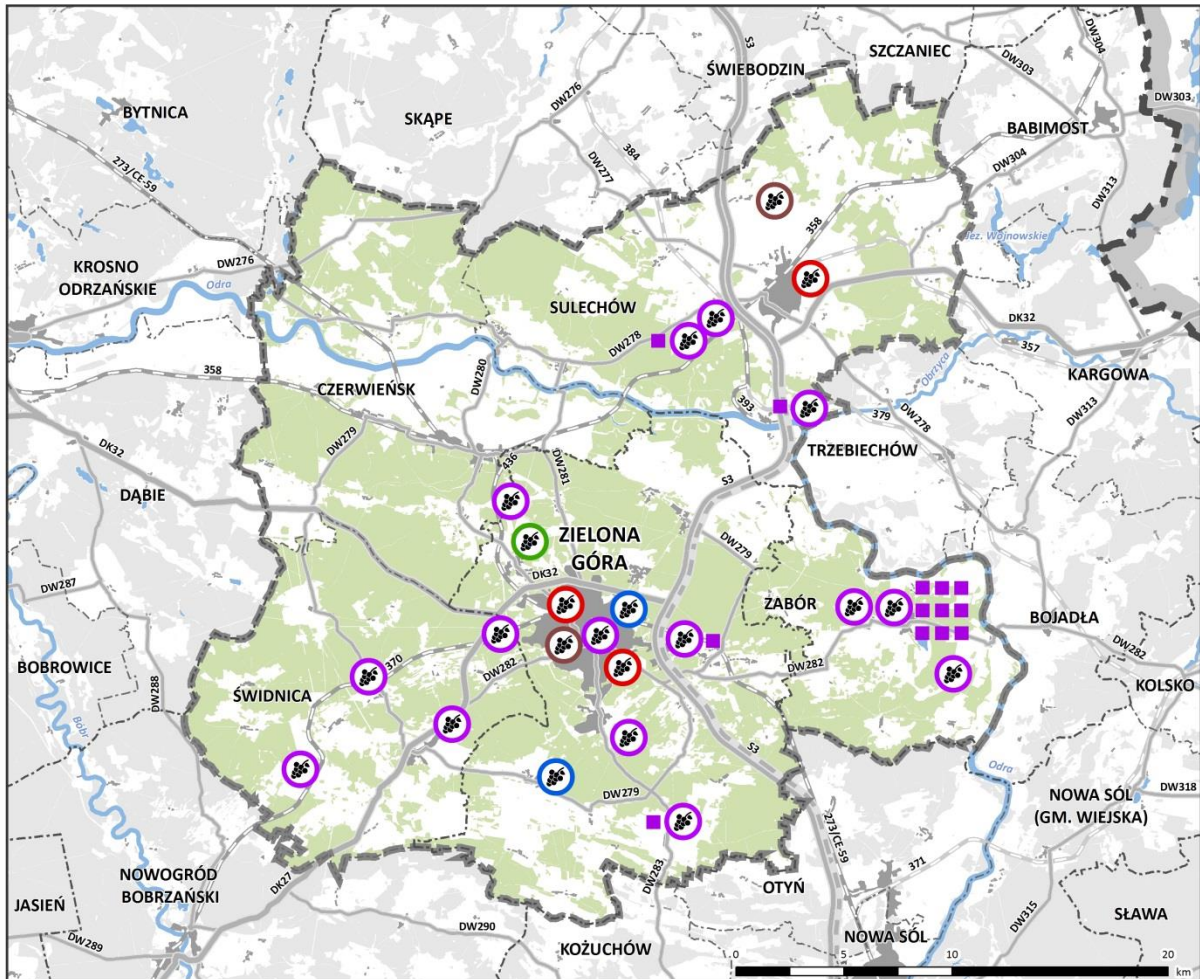 SZCZANIEC
DW304
S3
ŚWIEBODZIN
DW303
DW276
DW303
BYTNICA
SKĄPE
BABIMOST
384
DW304
273/CE-59
DW277
DW313
358
Jez. Wojnowskie
KROSNO
ODRZAŃSKIE
DW276
Odra
SULECHÓW
DW278
DK32
357
358
DW280
Obrzyca
KARGOWA
CZERWIEŃSK
393
379
DW278
DW313
DW279
TRZEBIECHÓW
DK32
436
DW281
S3
DĄBIE
ZIELONA
GÓRA
DW279
DK32
DW287
ZABÓR
BOJADŁA
DW282
BOBROWICE
370
DW282
DW282
DW288
ŚWIDNICA
KOLSKO
Bóbr
S3
Odra
DW279
NOWA SÓL
(GM. WIEJSKA)
DW318
273/CE-59
371
NOWOGRÓD
BOBRZAŃSKI
DK27
DW283
OTYŃ
JASIEŃ
DW290
DW315
SŁAWA
DW289
KOŻUCHÓW
NOWA SÓL
0
5
10
20
km